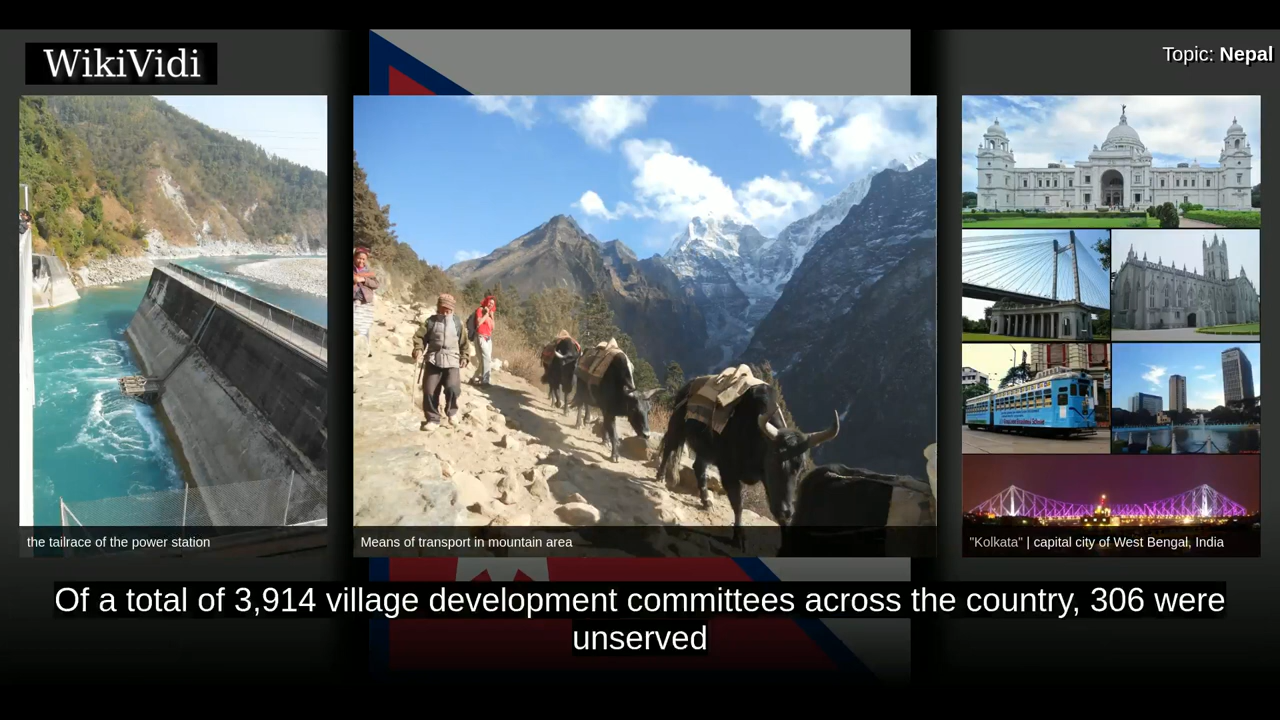 WikiVidi
Topic: Nepal
the tailrace of the power station
Means of transport in mountain area
"Kolkata" | capital city of West Bengal, India
Of a total of 3,914 village development committees across the country, 306 were
unserved